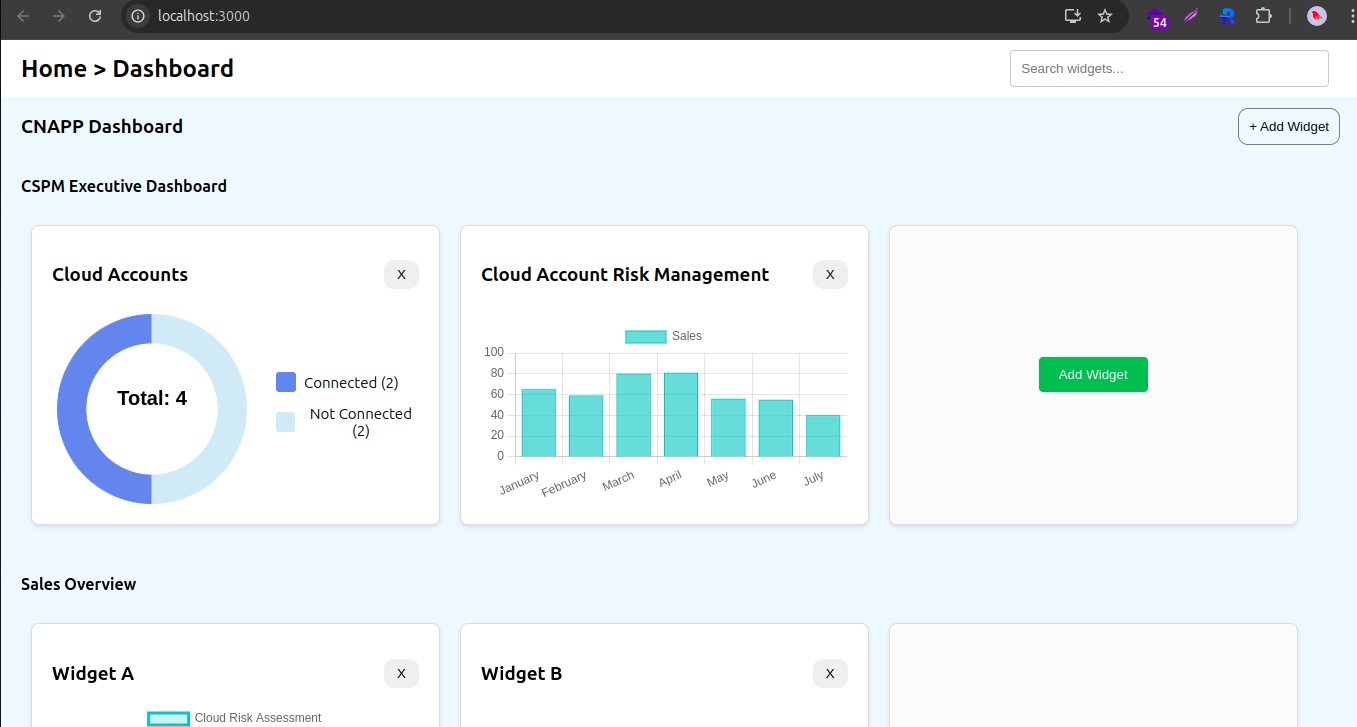 localhost:3000
54
Home > Dashboard
Search widgets...
CNAPP Dashboard
+ Add Widget
CSPM Executive Dashboard
Cloud Accounts
X
Total: 4
Connected (2)
Not Connected
(2)
Cloud Account Risk Management
X
Sales
100
80
60
40
20
0
January
February
March
April
May
June
July
Add Widget
Sales Overview
Widget A
X
Cloud Risk Assessment
Widget B
X